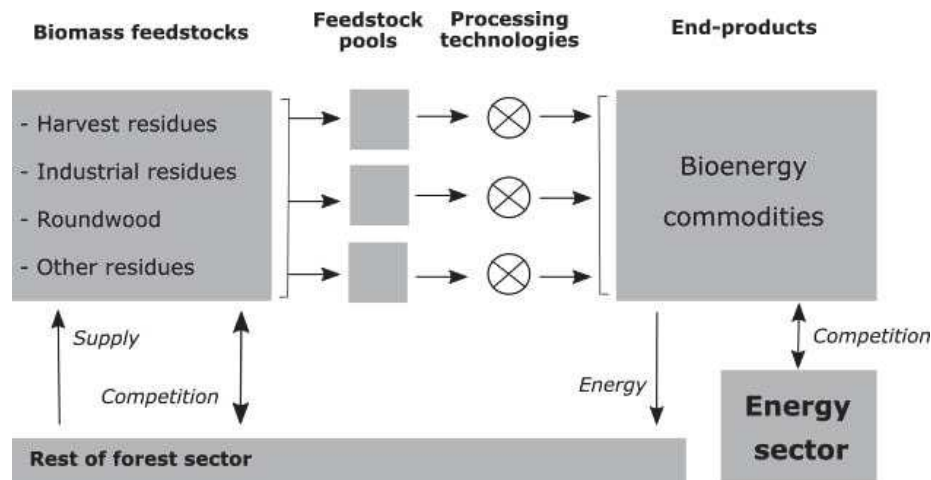 Biomass feedstocks
Feedstock
pools
Processing
technologies
End-products
- Harvest residues
- Industrial residues
- Roundwood
- Other residues
Bioenergy
commodities
Supply
Competition
Energy
Competition
Rest of forest sector
Energy
sector